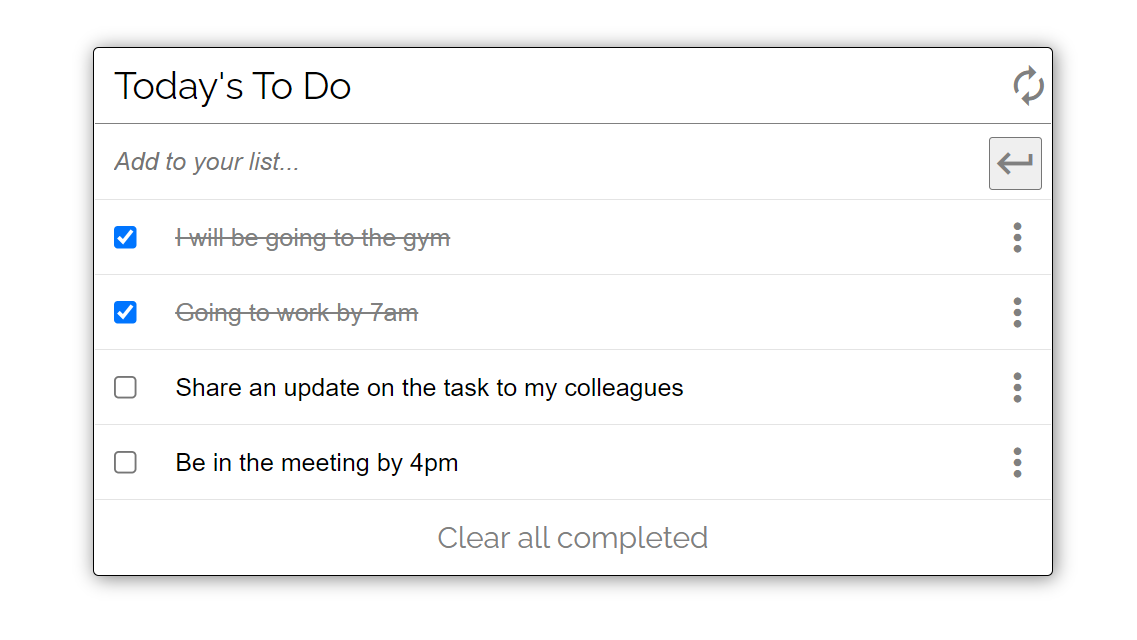 Today's To Do
Add to your list...
I will be going to the gym
Going to work by 7am
Share an update on the task to my colleagues
Be in the meeting by 4pm
Clear all completed